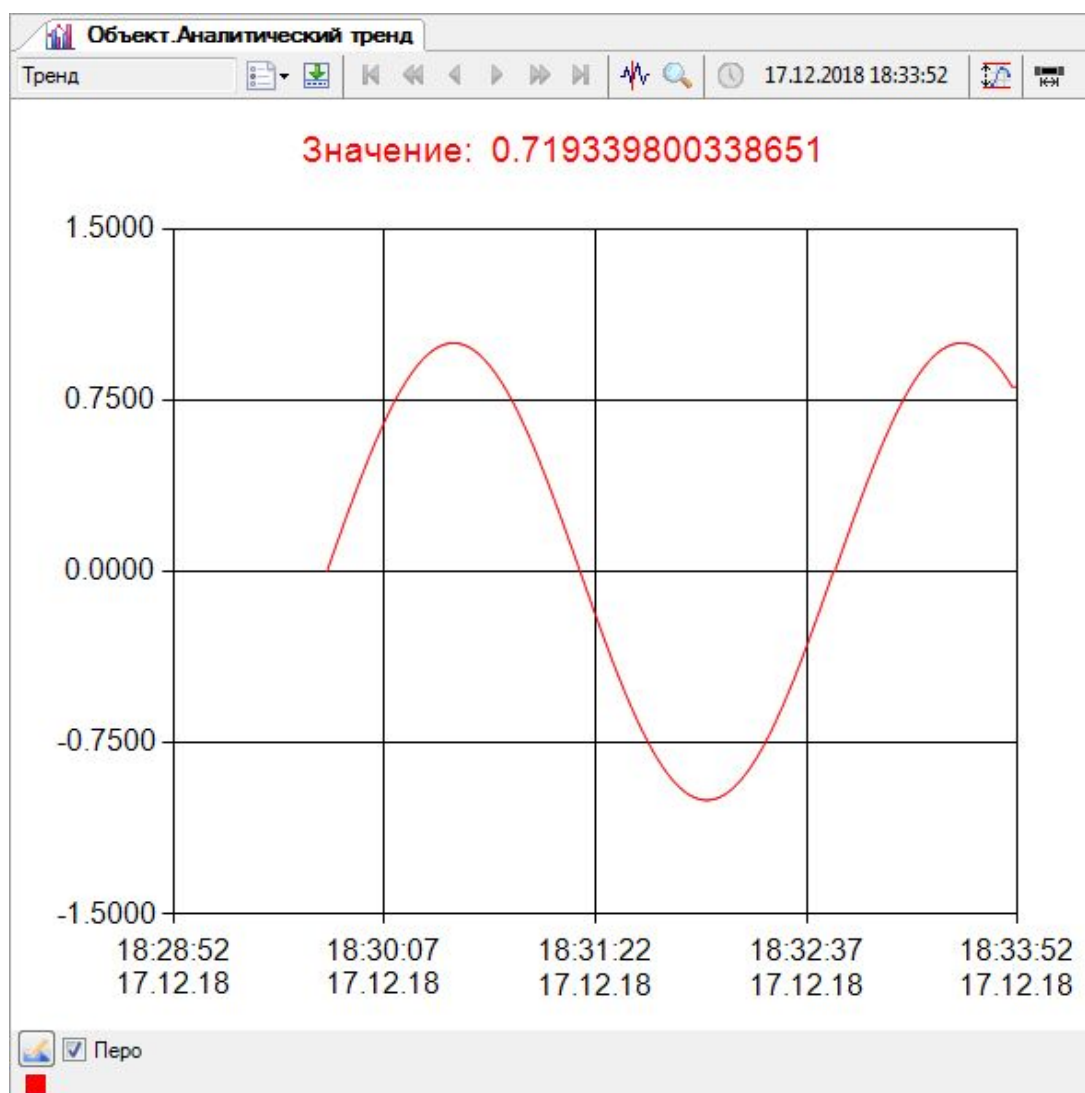 Объект.Аналитический тренд
Тренд 17.12.2018 18:33:52
Значение: 0.719339800338651
1.5000
0.7500
0.0000
-0.7500
-1.5000
18:28:52 18:30:07 18:31:22 18:32:37 18:33:52
17.12.18 17.12.18 17.12.18 17.12.18 17.12.18
Перо